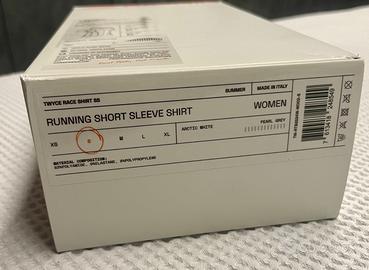 TWYCE RACE SHIRT SS
SUMMER
MADE IN ITALY
RUNNING SHORT SLEEVE SHIRT
WOMEN
XS S M L XL
ARCTIC WHITE
PEARL GREY
MATERIAL COMPOSITION: